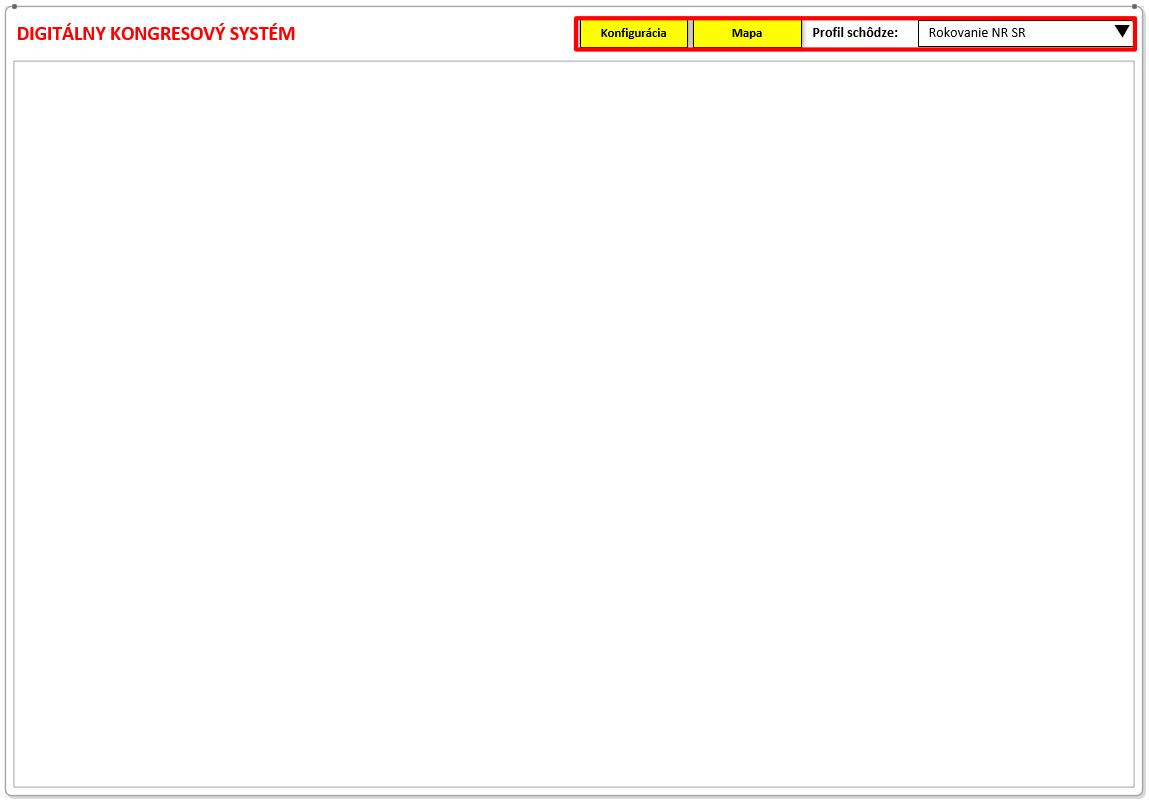 DIGITÁLNY KONGRESOVÝ SYSTÉM
Konfigurácia
Mapa
Profil schôdze:
Rokovanie NR SR